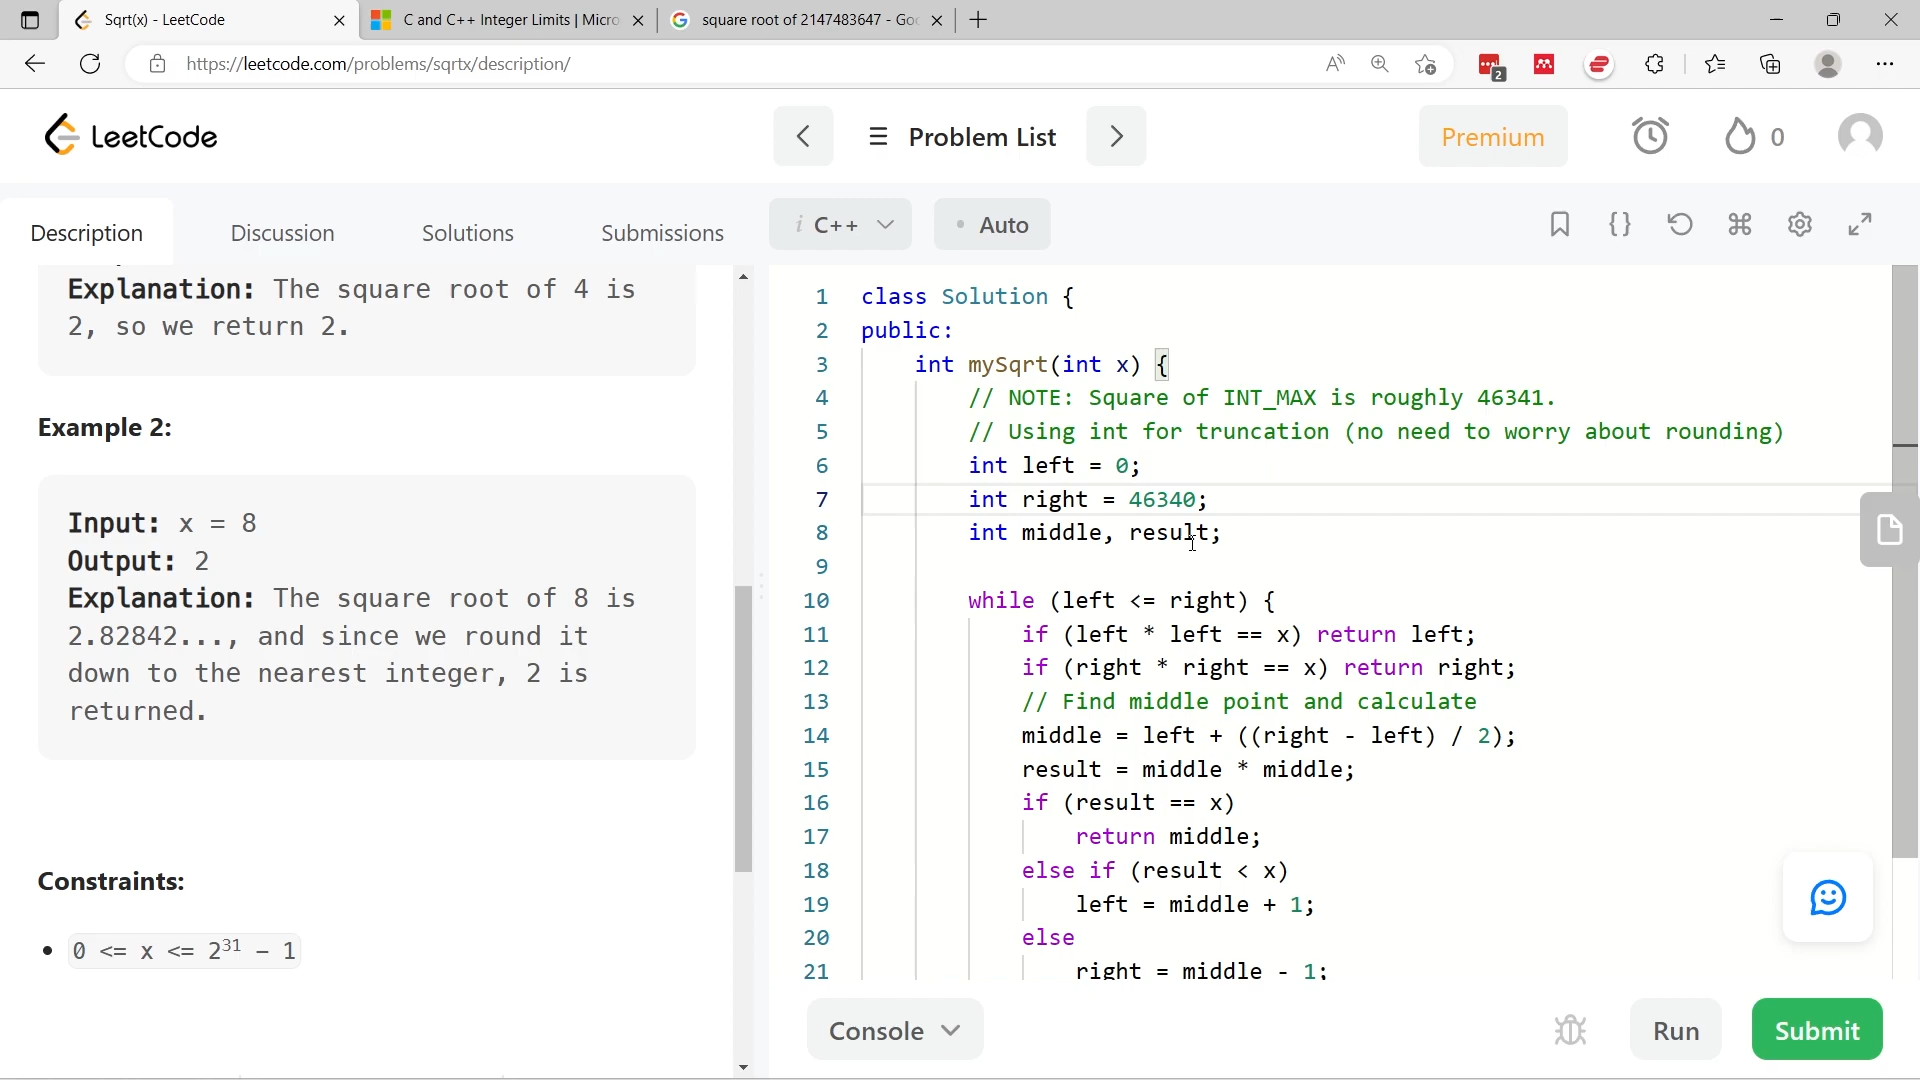 Sqrt(x) - LeetCode
C and C++ Integer Limits | Micro
square root of 2147483647 - Goo
https://leetcode.com/problems/sqrtx/description/
2
LeetCode
Problem List
Premium
0
Description
Discussion
Solutions
Submissions
i C++
Auto
Explanation: The square root of 4 is
2, so we return 2.
Example 2:
Input: x = 8
Output: 2
Explanation: The square root of 8 is
2.82842..., and since we round it
down to the nearest integer, 2 is
returned.
Constraints:
0 <= x <= 2³¹ - 1
1 class Solution {
2 public:
3 int mySqrt(int x) {
4 // NOTE: Square of INT_MAX is roughly 46341.
5 // Using int for truncation (no need to worry about rounding)
6 int left = 0;
7 int right = 46340;
8 int middle, result;
9
10 while (left <= right) {
11 if (left * left == x) return left;
12 if (right * right == x) return right;
13 // Find middle point and calculate
14 middle = left + ((right - left) / 2);
15 result = middle * middle;
16 if (result == x)
17 return middle;
18 else if (result < x)
19 left = middle + 1;
20 else
21 right = middle - 1;
Console
Run
Submit